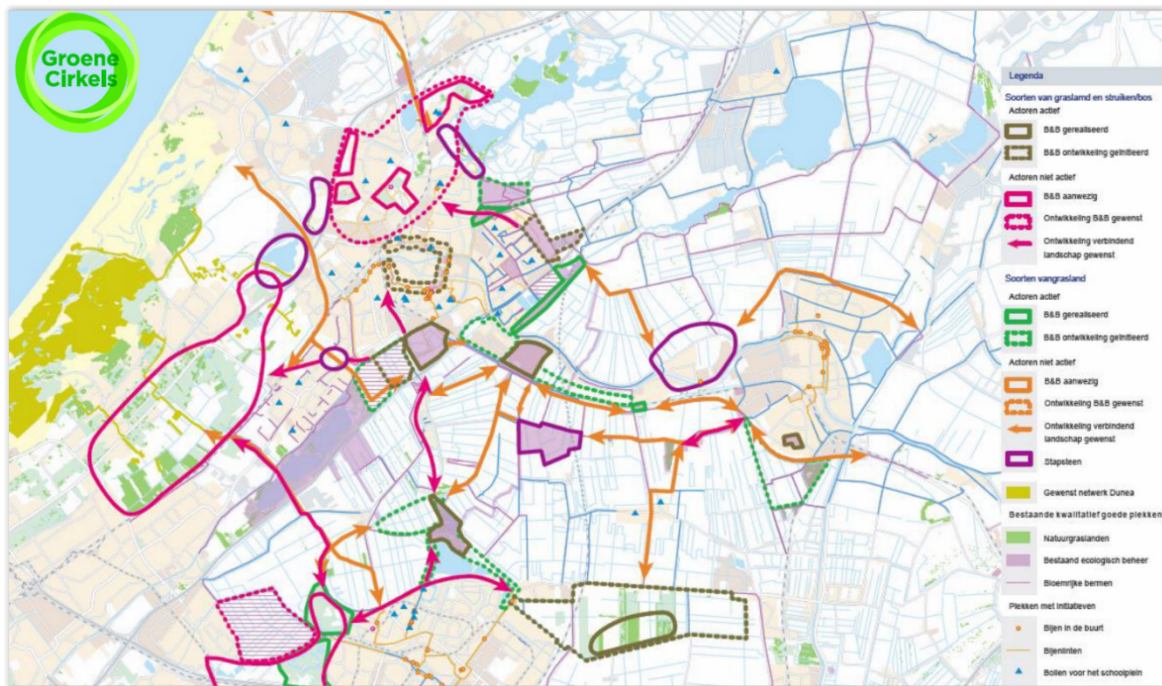 Groene
Cirkels
Legenda
Soorten van grasland en struiken/bos
Actoren actief
B&B gerealiseerd
B&B ontwikkeling geïnitieerd
Actoren niet actief
B&B aanwezig
Ontwikkeling B&B gewenst
Ontwikkeling verbindend
landschap gewenst
Soorten vangrasland
Actoren actief
B&B gerealiseerd
B&B ontwikkeling geïnitieerd
Actoren niet actief
B&B aanwezig
Ontwikkeling B&B gewenst
Ontwikkeling verbindend
landschap gewenst
Stapsteen
Gewenst netwerk Dunea
Bestaande kwalitatief goede plekken
Natuurgraslanden
Bestaand ecologisch beheer
Bloemrijke bermen
Plekken met initiatieven
Bijen in de buurt
Bijenlinten
Bollen voor het schoolplein